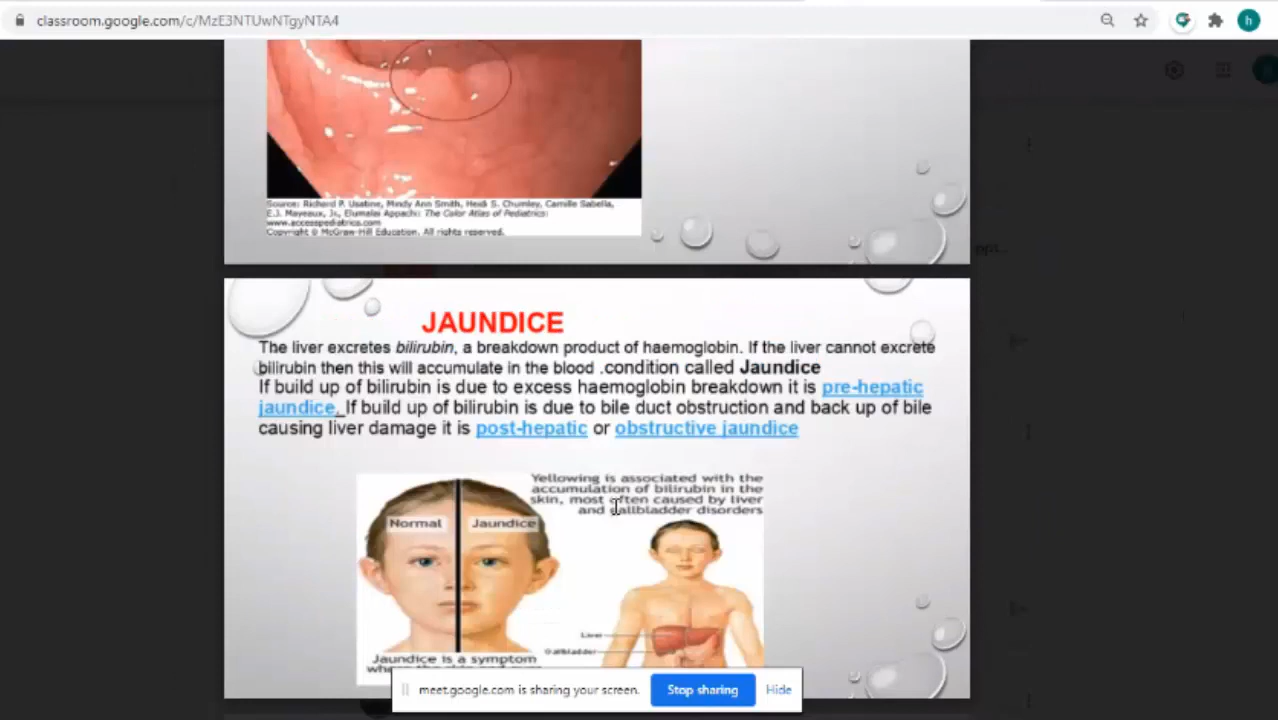 classroom.google.com/c/MzE3NTUwNTgyNTA4
h
Source: Richard P. Usatine, Mindy Ann Smith, Heidi S. Chumley, Camille Sabella,
E.J. Mayeaux, Jr., Elumalai Appachi: The Color Atlas of Pediatrics:
www.accesspediatrics.com
Copyright © McGraw-Hill Education. All rights reserved.
JAUNDICE
The liver excretes bilirubin, a breakdown product of haemoglobin. If the liver cannot excrete
bilirubin then this will accumulate in the blood .condition called Jaundice
If build up of bilirubin is due to excess haemoglobin breakdown it is pre-hepatic
jaundice. If build up of bilirubin is due to bile duct obstruction and back up of bile
causing liver damage it is post-hepatic or obstructive jaundice
Yellowing is associated with the
accumulation of bilirubin in the
skin, most often caused by liver
and gallbladder disorders
Normal
Jaundice
Liver
Gallbladder
Jaundice is a symptom
meet.google.com is sharing your screen.
Stop sharing
Hide